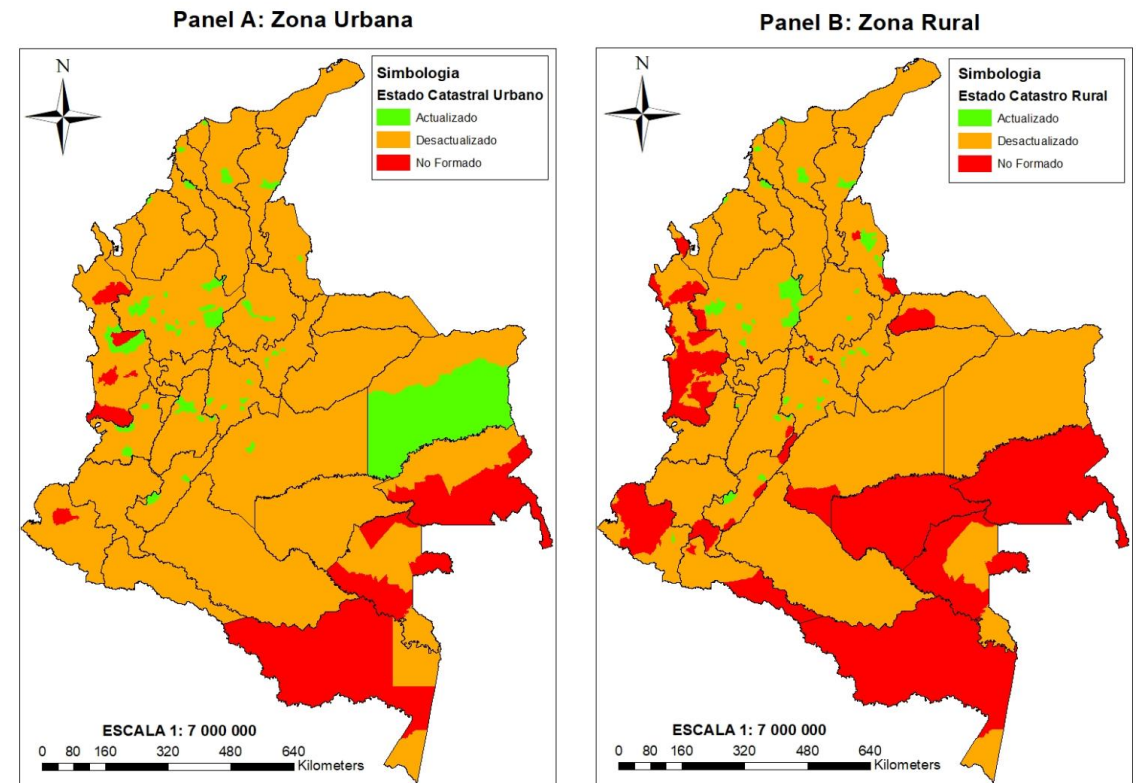 Panel A: Zona Urbana
N
Simbologia
Estado Catastral Urbano
Actualizado
Desactualizado
No Formado
ESCALA 1: 7 000 000
0 80 160 320 480 640
Kilometers
Panel B: Zona Rural
N
Simbologia
Estado Catastro Rural
Actualizado
Desactualizado
No Formado
ESCALA 1: 7 000 000
0 80 160 320 480 640
Kilometers